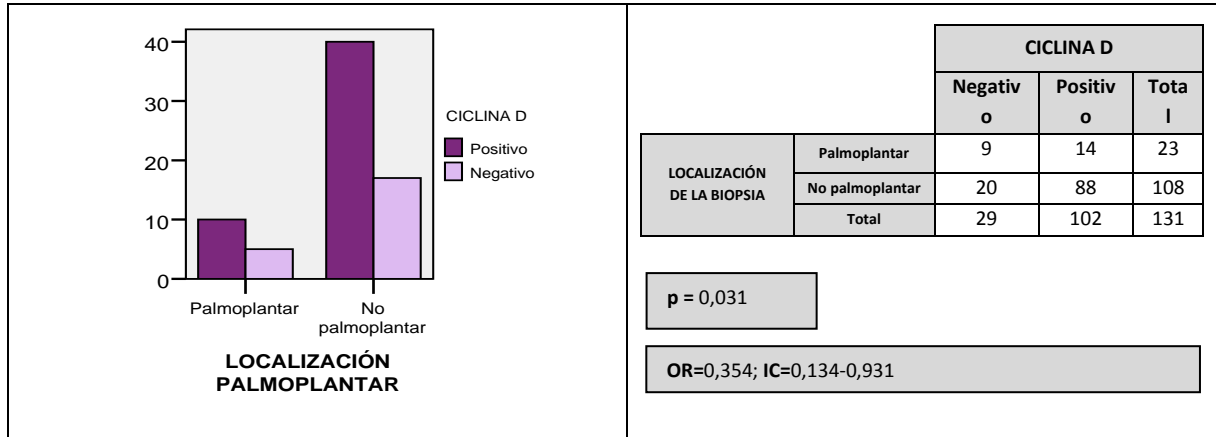 40
30
20
10
0
Palmoplantar
No
palmoplantar
LOCALIZACIÓN
PALMOPLANTAR
CICLINA D
Positivo
Negativo
CICLINA D
Negativ
o
Positiv
o
Tota
l
LOCALIZACIÓN
DE LA BIOPSIA
Palmoplantar 9 14 23
No palmoplantar 20 88 108
Total 29 102 131
p = 0,031
OR=0,354; IC=0,134-0,931